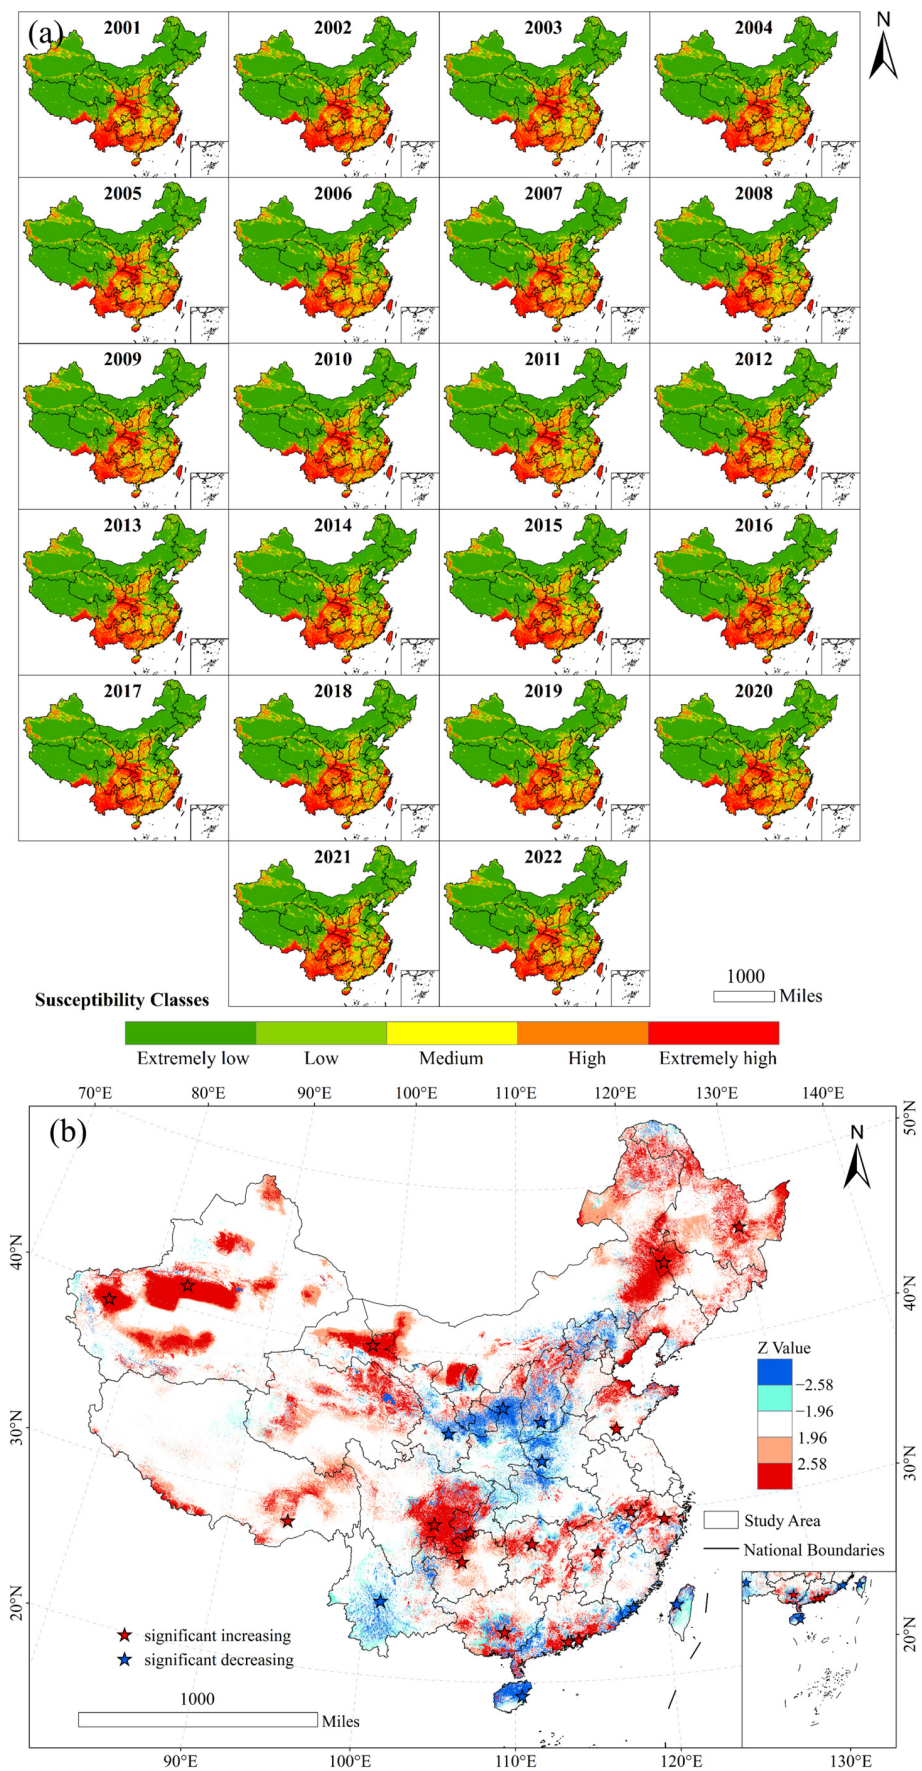 (a)
N
2001 2002 2003 2004
2005 2006 2007 2008
2009 2010 2011 2012
2013 2014 2015 2016
2017 2018 2019 2020
2021 2022
1000
Miles
Susceptibility Classes
Extremely low Low Medium High Extremely high
70°E 80°E 90°E 100°E 110°E 120°E 130°E 140°E
(b)
N
50°N
40°N
40°N
30°N
30°N
20°N
20°N
Z Value
−2.58
−1.96
1.96
2.58
Study Area
National Boundaries
significant increasing
significant decreasing
1000
Miles
90°E 100°E 110°E 120°E 130°E